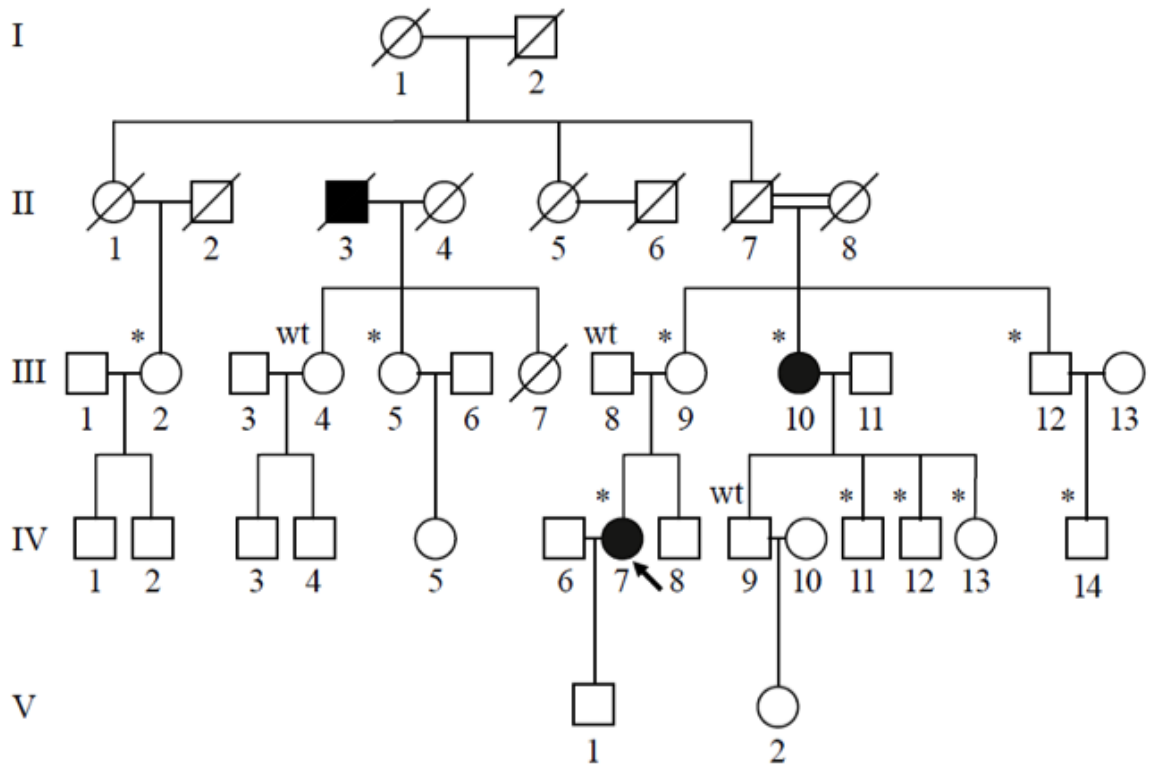 I
1 2
II
1 2 3 4 5 6 7 8
* wt * wt * * *
III
1 2 3 4 5 6 7 8 9 10 11 12 13
* wt * * * *
IV
1 2 3 4 5 6 7 8 9 10 11 12 13 14
V
1 2